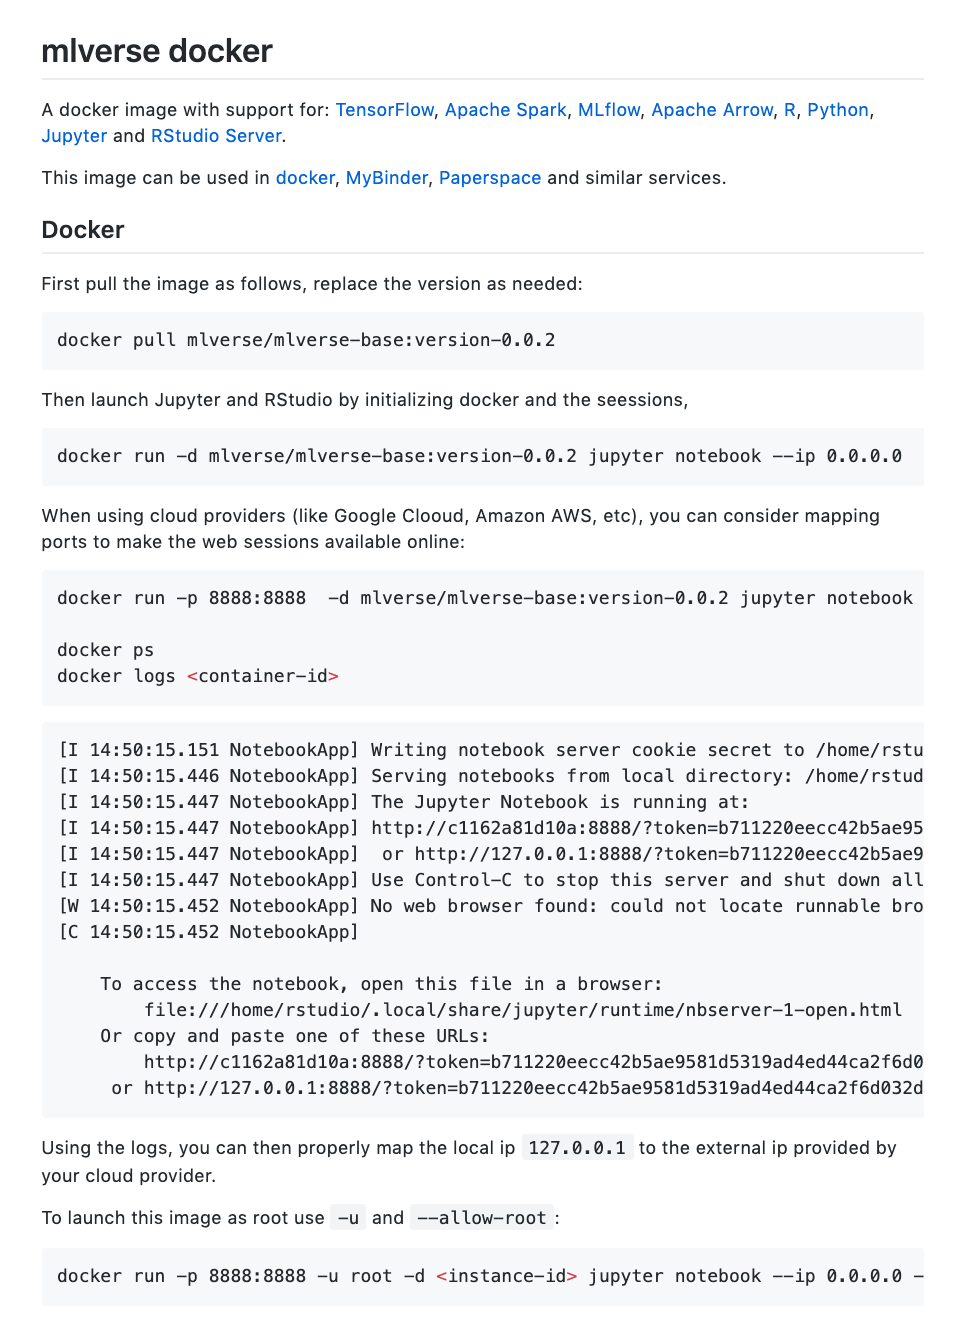 mlverse docker
A docker image with support for: TensorFlow, Apache Spark, MLflow, Apache Arrow, R, Python,
Jupyter and RStudio Server.
This image can be used in docker, MyBinder, Paperspace and similar services.
Docker
First pull the image as follows, replace the version as needed:
docker pull mlverse/mlverse-base:version-0.0.2
Then launch Jupyter and RStudio by initializing docker and the seessions,
docker run -d mlverse/mlverse-base:version-0.0.2 jupyter notebook --ip 0.0.0.0
When using cloud providers (like Google Clooud, Amazon AWS, etc), you can consider mapping
ports to make the web sessions available online:
docker run -p 8888:8888  -d mlverse/mlverse-base:version-0.0.2 jupyter notebook
docker ps
docker logs <container-id>
[I 14:50:15.151 NotebookApp] Writing notebook server cookie secret to /home/rstu
[I 14:50:15.446 NotebookApp] Serving notebooks from local directory: /home/rstud
[I 14:50:15.447 NotebookApp] The Jupyter Notebook is running at:
[I 14:50:15.447 NotebookApp] http://c1162a81d10a:8888/?token=b711220eecc42b5ae95
[I 14:50:15.447 NotebookApp]  or http://127.0.0.1:8888/?token=b711220eecc42b5ae9
[I 14:50:15.447 NotebookApp] Use Control-C to stop this server and shut down all
[W 14:50:15.452 NotebookApp] No web browser found: could not locate runnable bro
[C 14:50:15.452 NotebookApp]
To access the notebook, open this file in a browser:
file:///home/rstudio/.local/share/jupyter/runtime/nbserver-1-open.html
Or copy and paste one of these URLs:
http://c1162a81d10a:8888/?token=b711220eecc42b5ae9581d5319ad4ed44ca2f6d0
or http://127.0.0.1:8888/?token=b711220eecc42b5ae9581d5319ad4ed44ca2f6d032d
Using the logs, you can then properly map the local ip 127.0.0.1 to the external ip provided by
your cloud provider.
To launch this image as root use -u and --allow-root:
docker run -p 8888:8888 -u root -d <instance-id> jupyter notebook --ip 0.0.0.0 -